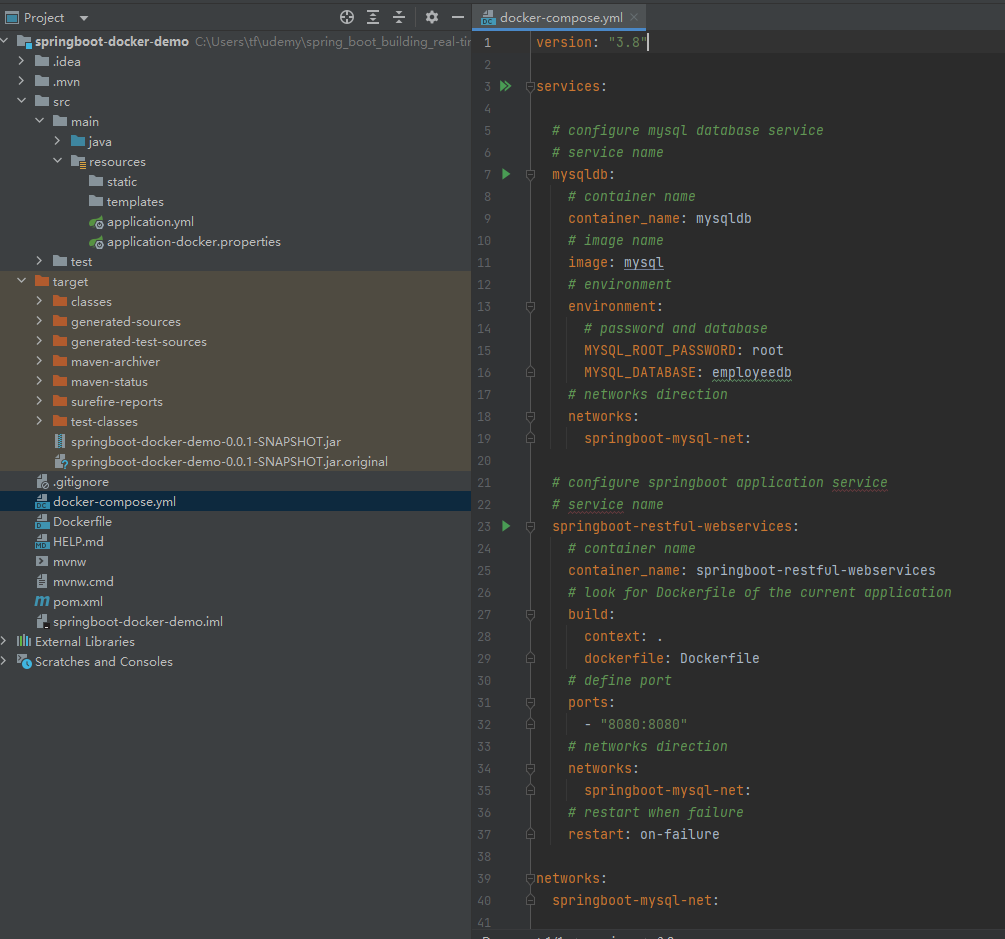 Project
springboot-docker-demo C:\Users\tf\udemy\spring_boot_building_real-tir
.idea
.mvn
src
main
java
resources
static
templates
application.yml
application-docker.properties
test
target
classes
generated-sources
generated-test-sources
maven-archiver
maven-status
surefire-reports
test-classes
springboot-docker-demo-0.0.1-SNAPSHOT.jar
springboot-docker-demo-0.0.1-SNAPSHOT.jar.original
.gitignore
docker-compose.yml
Dockerfile
HELP.md
mvnw
mvnw.cmd
pom.xml
springboot-docker-demo.iml
External Libraries
Scratches and Consoles
docker-compose.yml
1 version: "3.8"
2
3 services:
4
5 # configure mysql database service
6 # service name
7 mysqldb:
8 # container name
9 container_name: mysqldb
10 # image name
11 image: mysql
12 # environment
13 environment:
14 # password and database
15 MYSQL_ROOT_PASSWORD: root
16 MYSQL_DATABASE: employeedb
17 # networks direction
18 networks:
19 springboot-mysql-net:
20
21 # configure springboot application service
22 # service name
23 springboot-restful-webservices:
24 # container name
25 container_name: springboot-restful-webservices
26 # look for Dockerfile of the current application
27 build:
28 context: .
29 dockerfile: Dockerfile
30 # define port
31 ports:
32 - "8080:8080"
33 # networks direction
34 networks:
35 springboot-mysql-net:
36 # restart when failure
37 restart: on-failure
38
39 networks:
40 springboot-mysql-net:
41